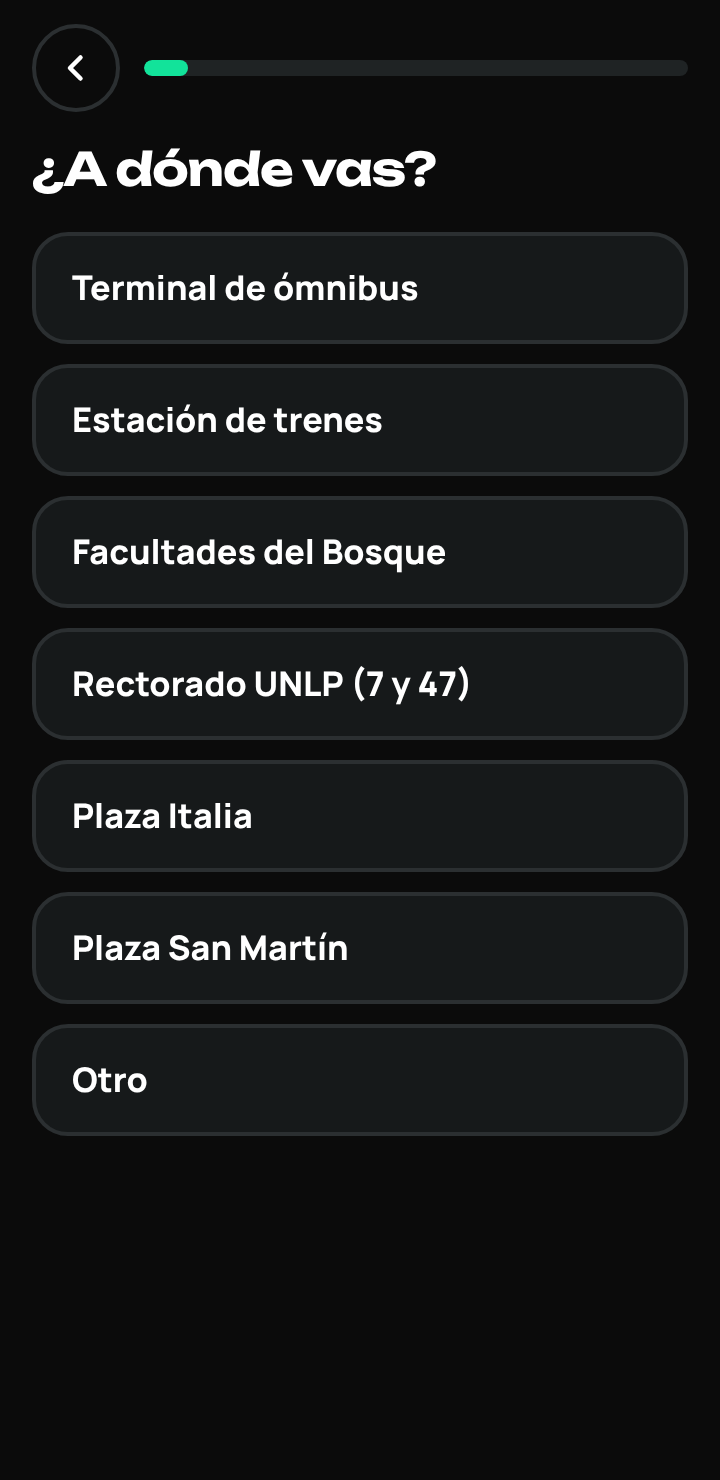 ¿A dónde vas?
Terminal de ómnibus
Estación de trenes
Facultades del Bosque
Rectorado UNLP (7 y 47)
Plaza Italia
Plaza San Martín
Otro